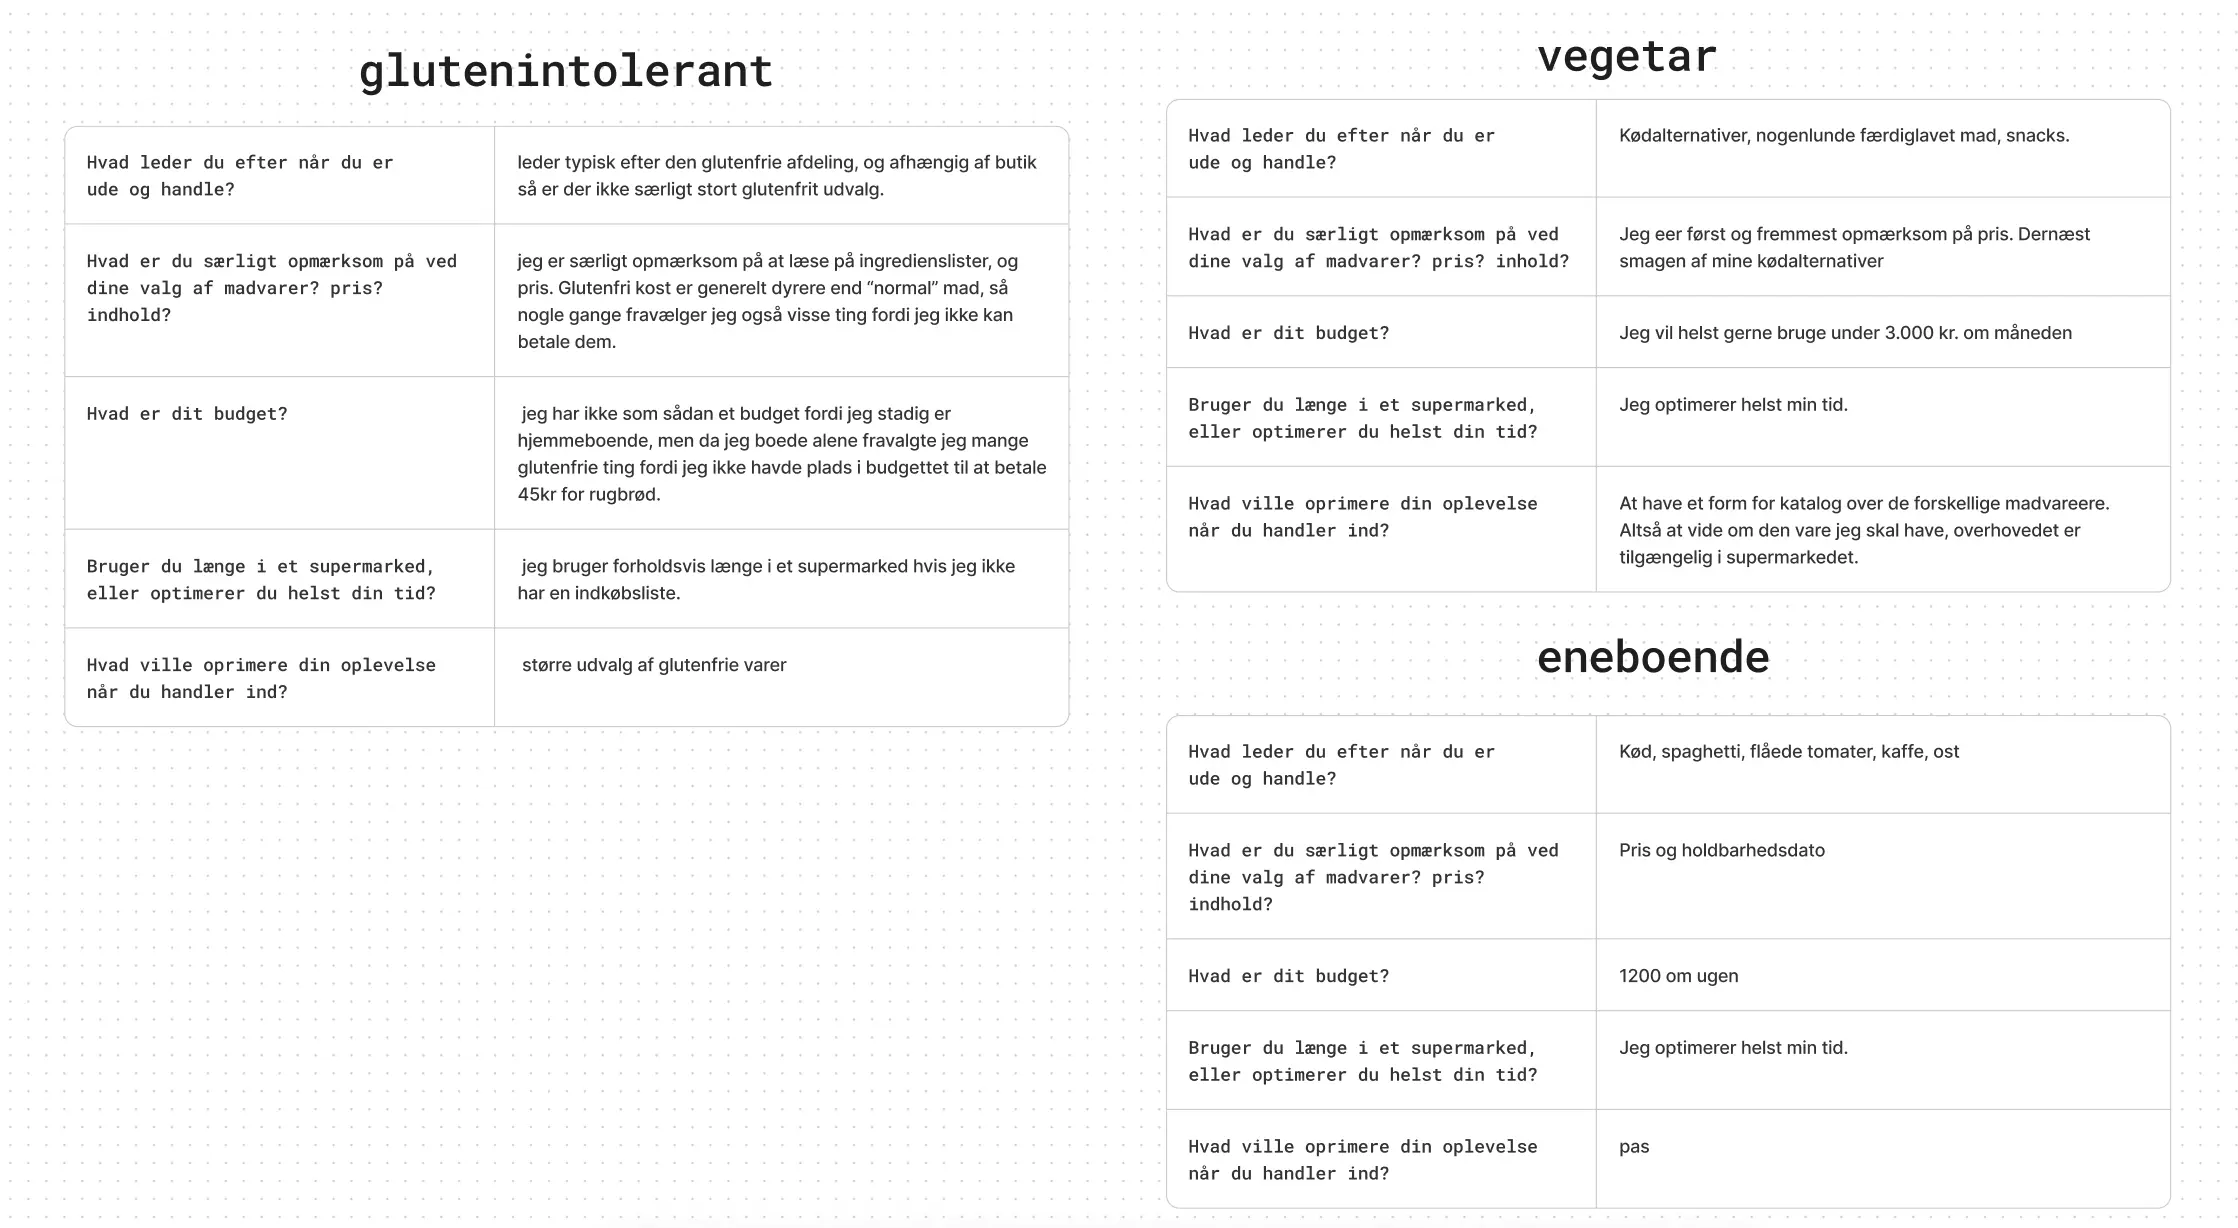 glutenintolerant
Hvad leder du efter når du er
ude og handle?
leder typisk efter den glutenfrie afdeling, og afhængig af butik
så er der ikke særligt stort glutenfrit udvalg.
Hvad er du særligt opmærksom på ved
dine valg af madvarer? pris?
indhold?
jeg er særligt opmærksom på at læse på ingredienslister, og
pris. Glutenfri kost er generelt dyrere end “normal” mad, så
nogle gange fravælger jeg også visse ting fordi jeg ikke kan
betale dem.
Hvad er dit budget?
jeg har ikke som sådan et budget fordi jeg stadig er
hjemmeboende, men da jeg boede alene fravalgte jeg mange
glutenfrie ting fordi jeg ikke havde plads i budgettet til at betale
45kr for rugbrød.
Bruger du længe i et supermarked,
eller optimerer du helst din tid?
jeg bruger forholdsvis længe i et supermarked hvis jeg ikke
har en indkøbsliste.
Hvad ville oprimere din oplevelse
når du handler ind?
større udvalg af glutenfrie varer
vegetar
Hvad leder du efter når du er
ude og handle?
Kødalternativer, nogenlunde færdiglavet mad, snacks.
Hvad er du særligt opmærksom på ved
dine valg af madvarer? pris? inhold?
Jeg eer først og fremmest opmærksom på pris. Dernæst
smagen af mine kødalternativer
Hvad er dit budget?
Jeg vil helst gerne bruge under 3.000 kr. om måneden
Bruger du længe i et supermarked,
eller optimerer du helst din tid?
Jeg optimerer helst min tid.
Hvad ville oprimere din oplevelse
når du handler ind?
At have et form for katalog over de forskellige madvareere.
Altså at vide om den vare jeg skal have, overhovedet er
tilgængelig i supermarkedet.
eneboende
Hvad leder du efter når du er
ude og handle?
Kød, spaghetti, flåede tomater, kaffe, ost
Hvad er du særligt opmærksom på ved
dine valg af madvarer? pris?
indhold?
Pris og holdbarhedsdato
Hvad er dit budget?
1200 om ugen
Bruger du længe i et supermarked,
eller optimerer du helst din tid?
Jeg optimerer helst min tid.
Hvad ville oprimere din oplevelse
når du handler ind?
pas